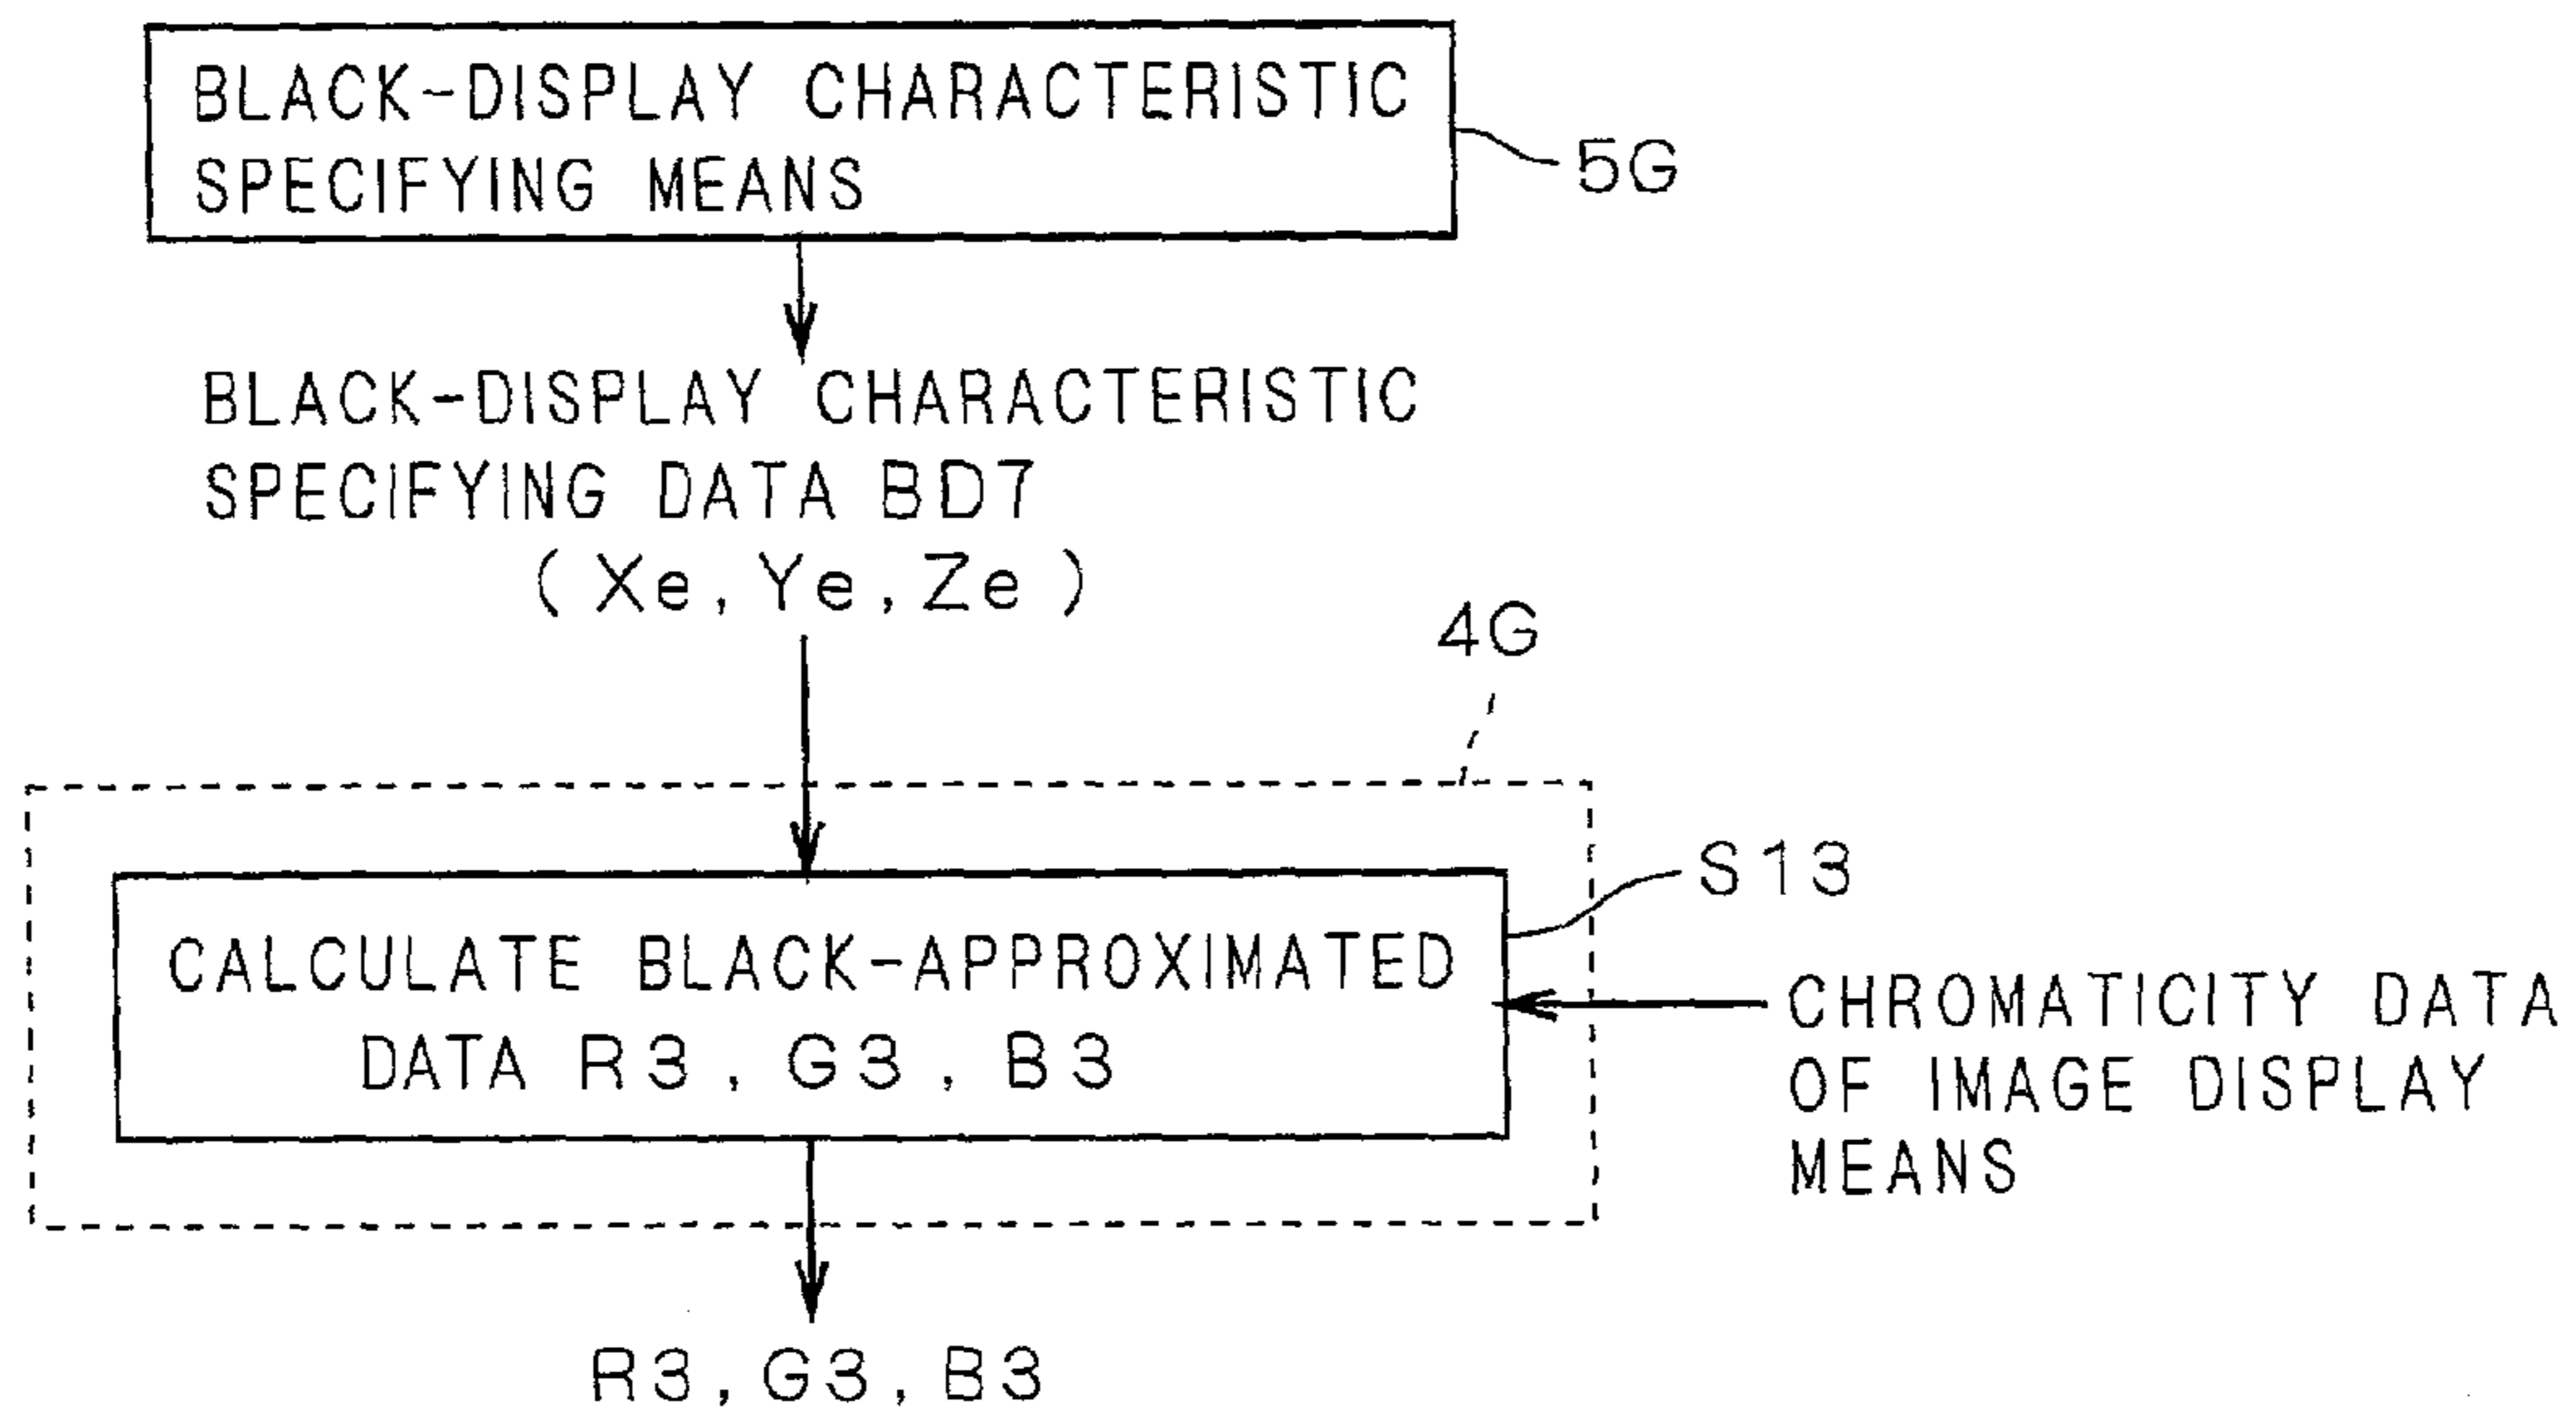 BLACK-DISPLAY CHARACTERISTIC
SPECIFYING MEANS
5G
BLACK-DISPLAY CHARACTERISTIC
SPECIFYING DATA BD7
(Xe,Ye,Ze)
4G
S13
CALCULATE BLACK-APPROXIMATED
DATA R3, G3, B3
CHROMATICITY DATA
OF IMAGE DISPLAY
MEANS
R3,G3,B3